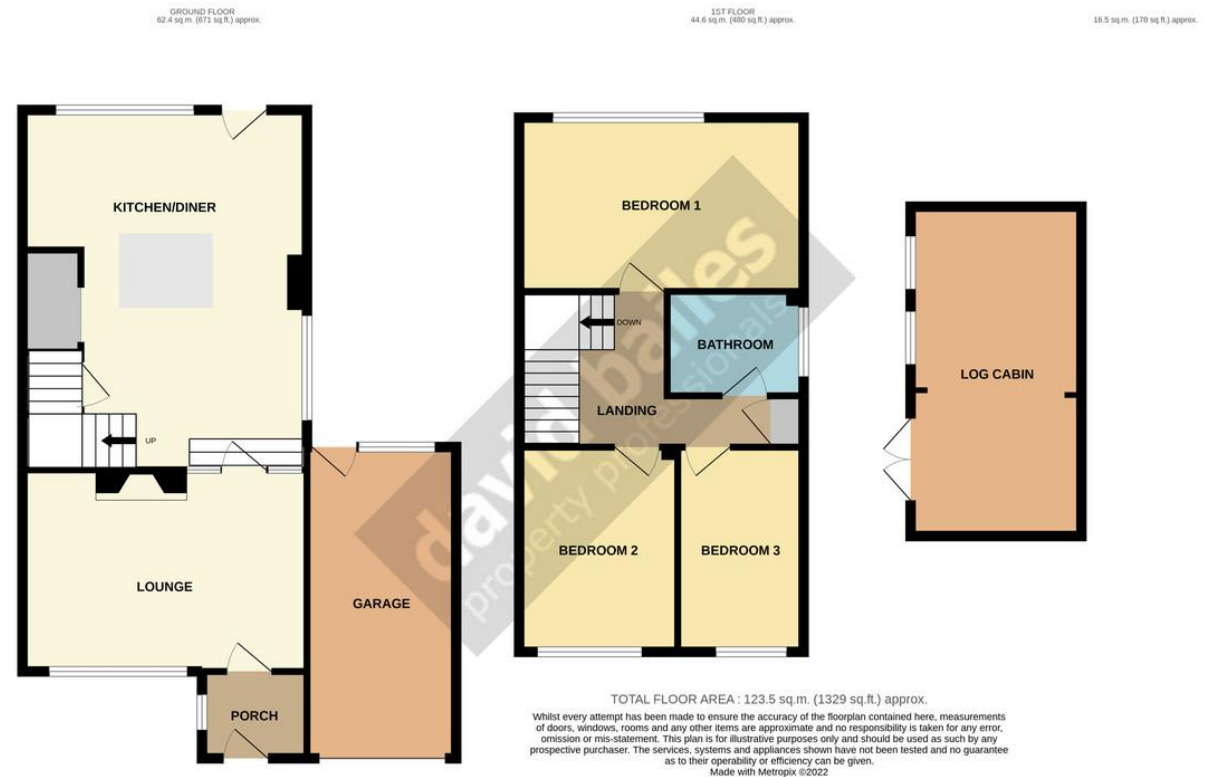 GROUND FLOOR
62.4 sq.m. (671 sq.ft.) approx.
1ST FLOOR
44.6 sq.m. (480 sq.ft.) approx.
16.5 sq.m. (178 sq.ft.) approx.
KITCHEN/DINER
UP
LOUNGE
GARAGE
PORCH
BEDROOM 1
DOWN
BATHROOM
LANDING
BEDROOM 2
BEDROOM 3
LOG CABIN
david bailes
property professionals
TOTAL FLOOR AREA : 123.5 sq.m. (1329 sq.ft.) approx.
Whilst every attempt has been made to ensure the accuracy of the floorplan contained here, measurements
of doors, windows, rooms and any other items are approximate and no responsibility is taken for any error,
omission or mis-statement. This plan is for illustrative purposes only and should be used as such by any
prospective purchaser. The services, systems and appliances shown have not been tested and no guarantee
as to their operability or efficiency can be given.
Made with Metropix ©2022